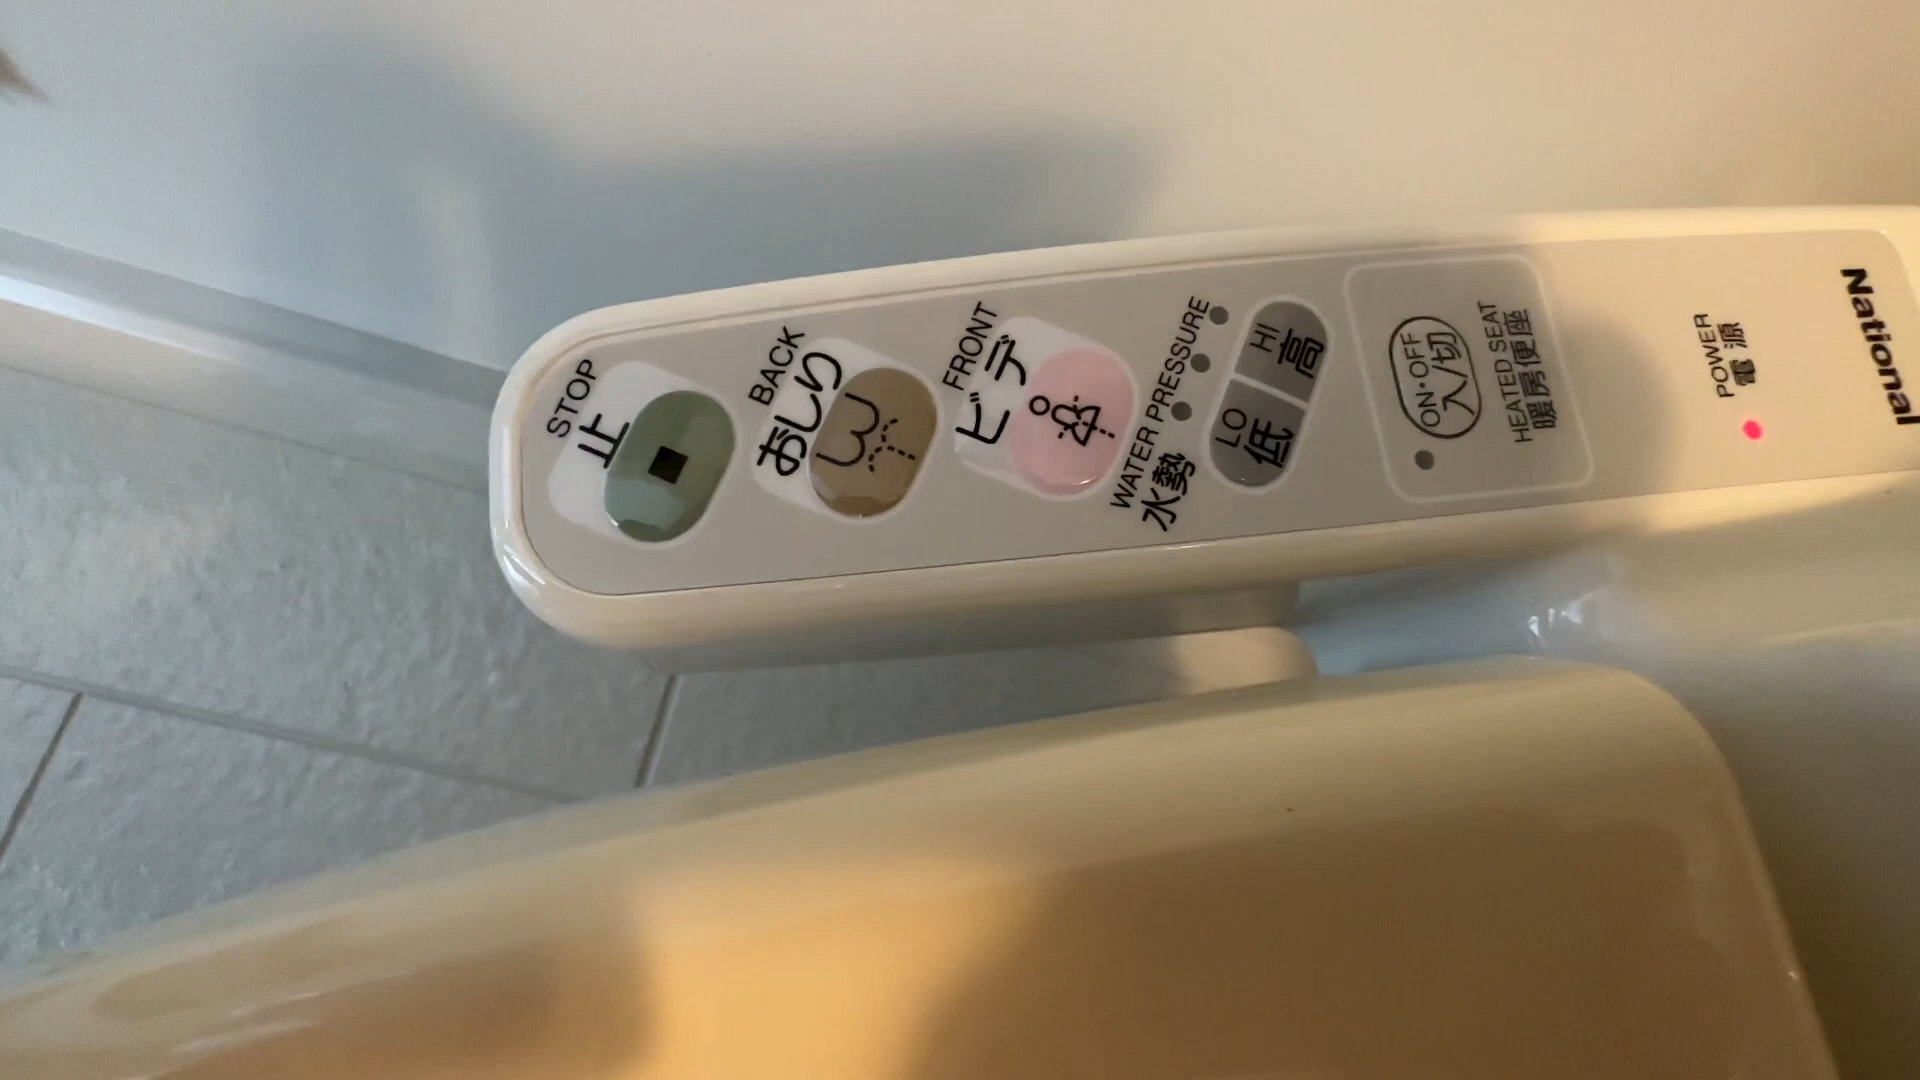 STOP
止
BACK
おしり
FRONT
ビデ
WATER PRESSURE
水勢
LO
低
HI
高
ON・OFF
入/切
HEATED SEAT
暖房便座
POWER
電源
National